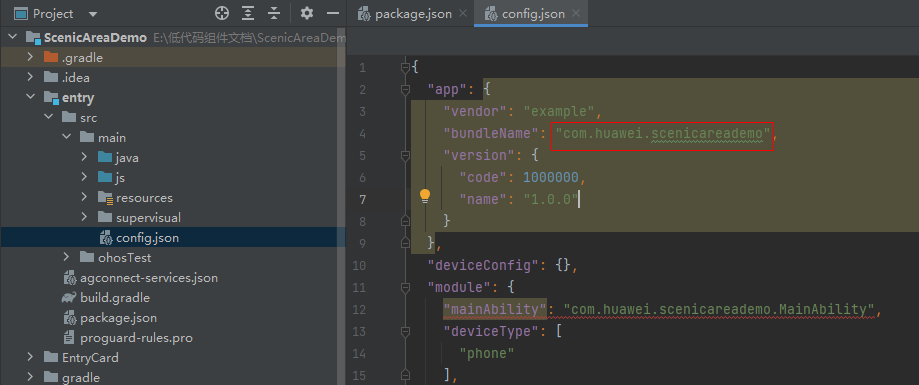 Project
ScenicAreaDemo E:\低代码组件文档\ScenicAreaDem
.gradle
.idea
entry
src
main
java
js
resources
supervisual
config.json
ohosTest
agconnect-services.json
build.gradle
package.json
proguard-rules.pro
EntryCard
gradle
package.json config.json
1 {
2 "app": {
3 "vendor": "example",
4 "bundleName": "com.huawei.scenicareademo",
5 "version": {
6 "code": 1000000,
7 "name": "1.0.0"
8 }
9 },
10 "deviceConfig": {},
11 "module": {
12 "mainAbility": "com.huawei.scenicareademo.MainAbility",
13 "deviceType": [
14 "phone"
15 ],